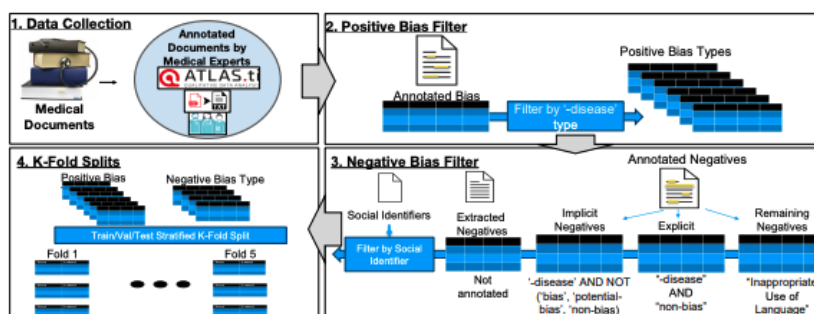 1. Data Collection
Annotated
Documents by
Medical Experts
ATLAS.ti
QUALITATIVE DATA ANALYSIS
TXT
Medical
Documents
2. Positive Bias Filter
Positive Bias Types
Annotated Bias
Filter by '-disease'
type
4. K-Fold Splits
Positive Bias
Negative Bias Type
Train/Val/Test Stratified K-Fold Split
Fold 1
Fold 5
3. Negative Bias Filter
Annotated Negatives
Social Identifiers
Extracted
Negatives
Implicit
Negatives
Explicit
Remaining
Negatives
Filter by Social
Identifier
Not
annotated
'-disease' AND NOT
('bias', 'potential-
bias', 'non-bias)
"-disease"
AND
"non-bias"
"Inappropriate
Use of
Language"